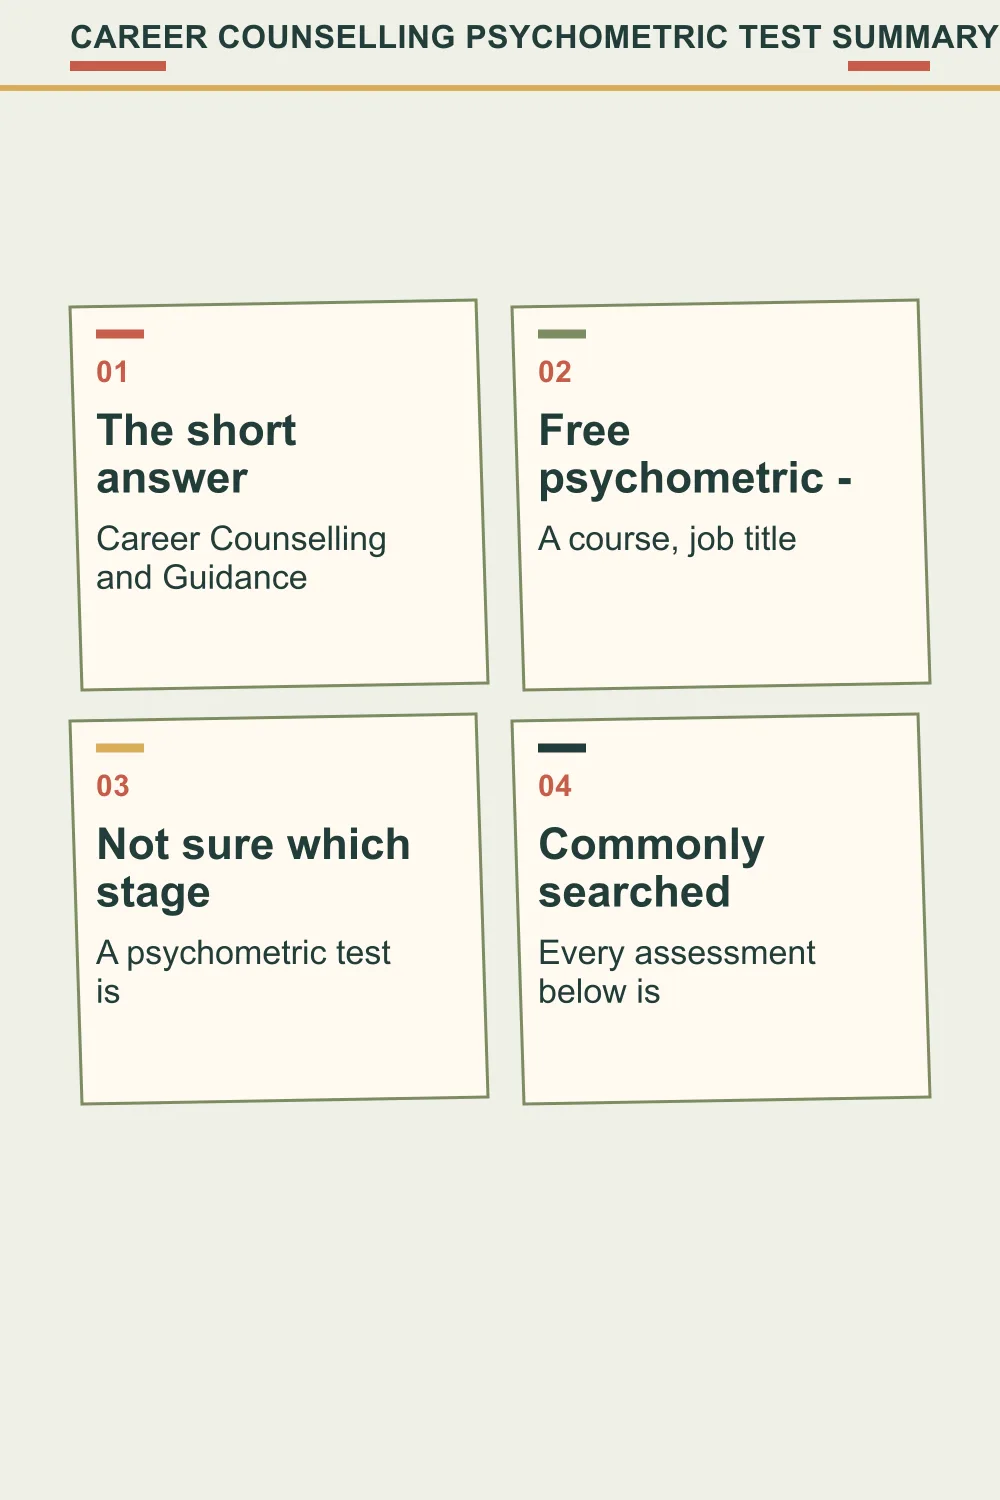 CAREER COUNSELLING PSYCHOMETRIC TEST SUMMARY
01
The short
answer
Career Counselling
and Guidance
02
Free
psychometric -
A course, job title
03
Not sure which
stage
A psychometric test
is
04
Commonly
searched
Every assessment
below is